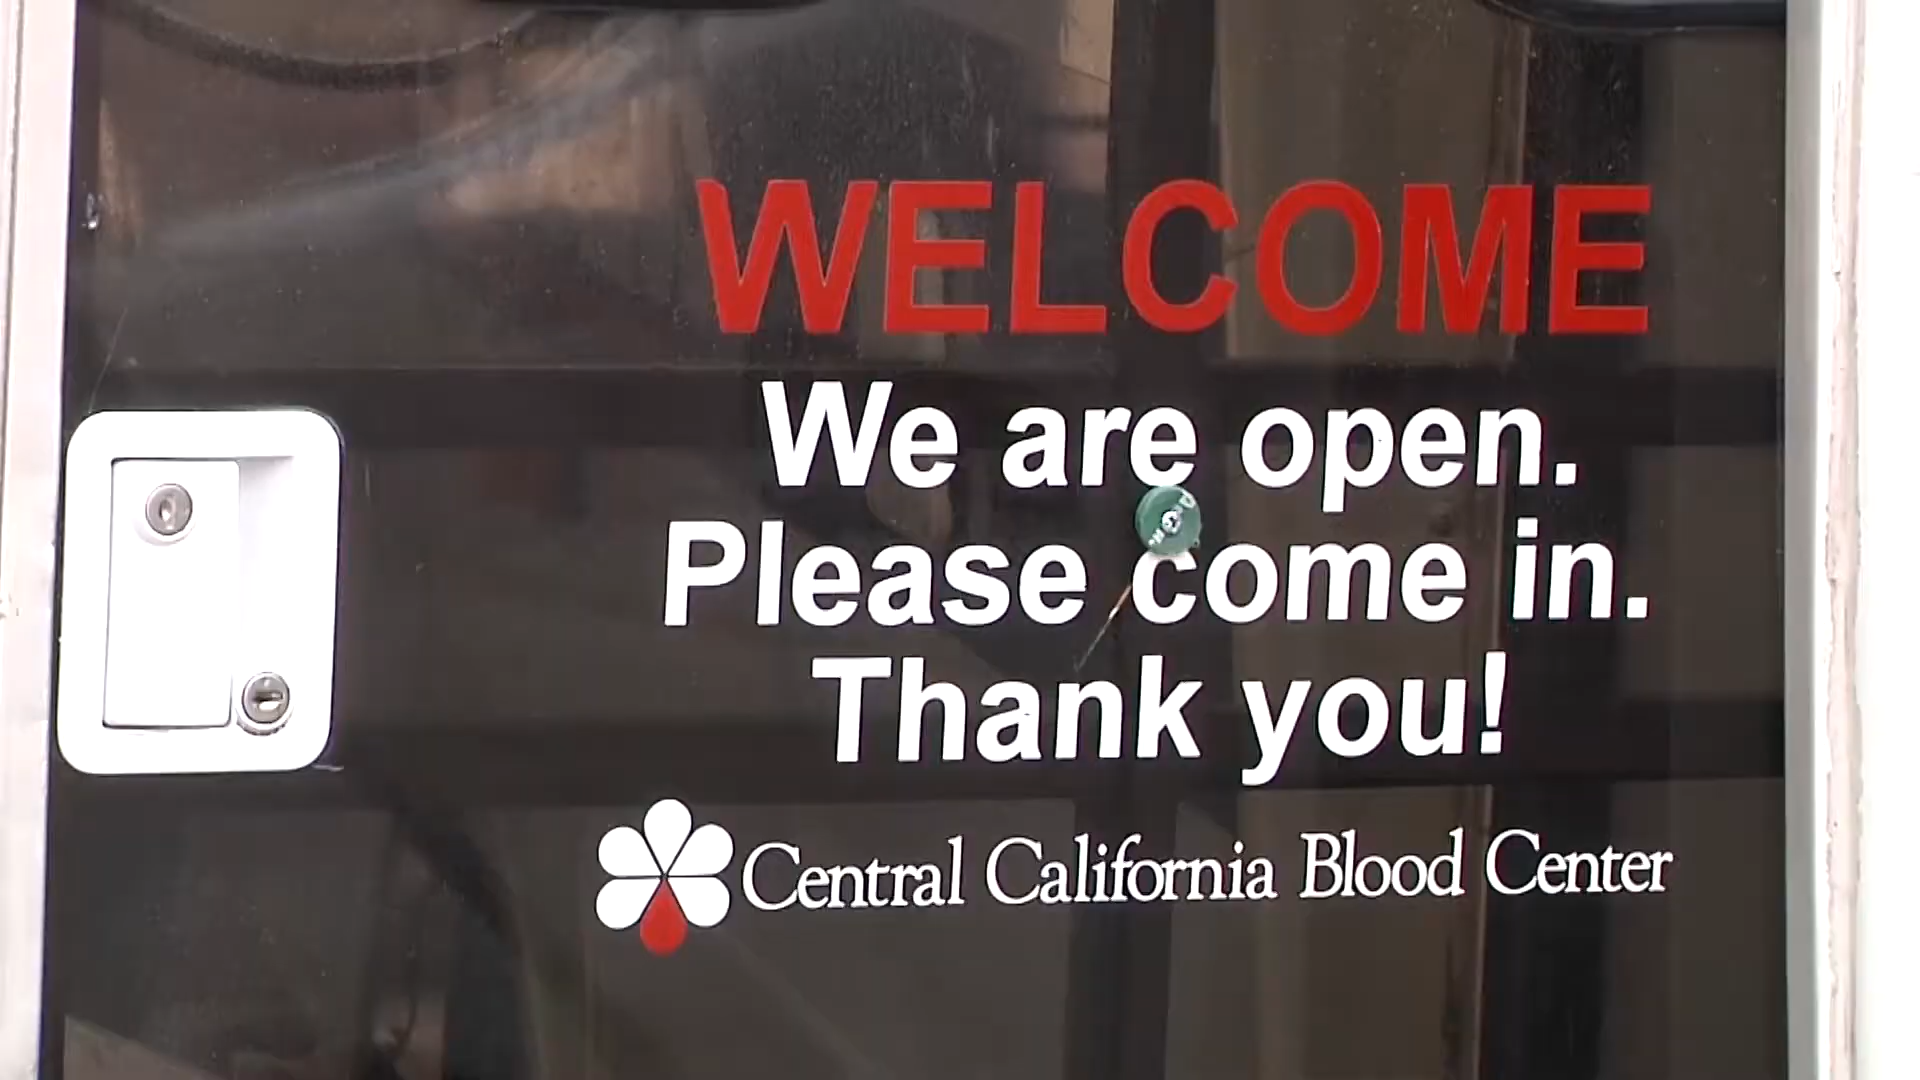 WELCOME
We are open.
Please come in.
Thank you!
Central California Blood Center